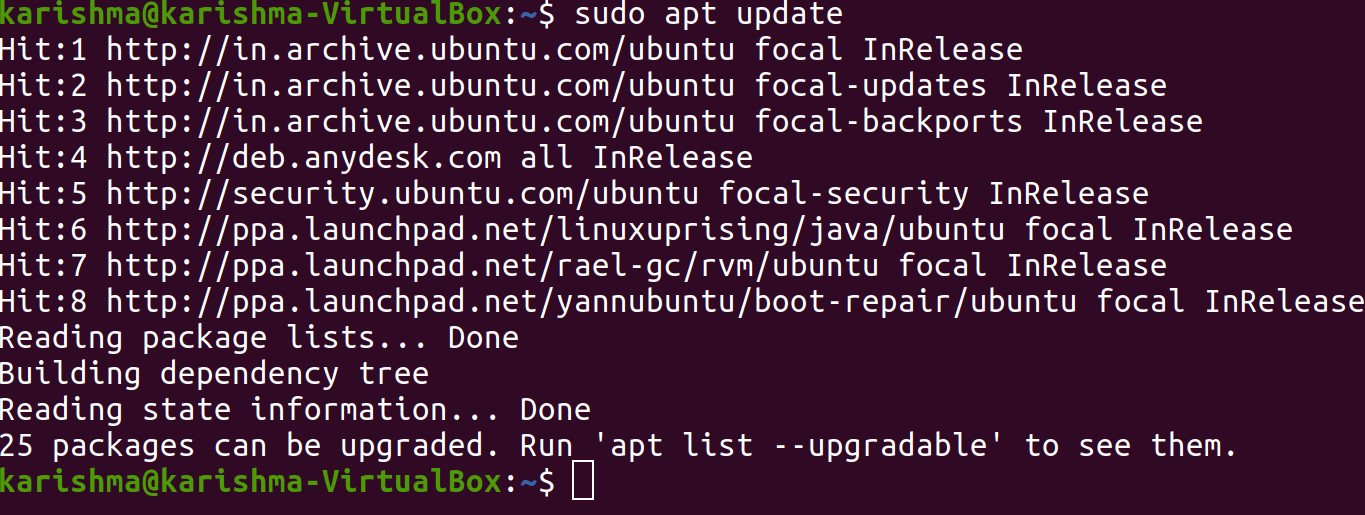 karishma@karishma-VirtualBox:~$ sudo apt update
Hit:1 http://in.archive.ubuntu.com/ubuntu focal InRelease
Hit:2 http://in.archive.ubuntu.com/ubuntu focal-updates InRelease
Hit:3 http://in.archive.ubuntu.com/ubuntu focal-backports InRelease
Hit:4 http://deb.anydesk.com all InRelease
Hit:5 http://security.ubuntu.com/ubuntu focal-security InRelease
Hit:6 http://ppa.launchpad.net/linuxuprising/java/ubuntu focal InRelease
Hit:7 http://ppa.launchpad.net/rael-gc/rvm/ubuntu focal InRelease
Hit:8 http://ppa.launchpad.net/yannubuntu/boot-repair/ubuntu focal InRelease
Reading package lists... Done
Building dependency tree
Reading state information... Done
25 packages can be upgraded. Run 'apt list --upgradable' to see them.
karishma@karishma-VirtualBox:~$